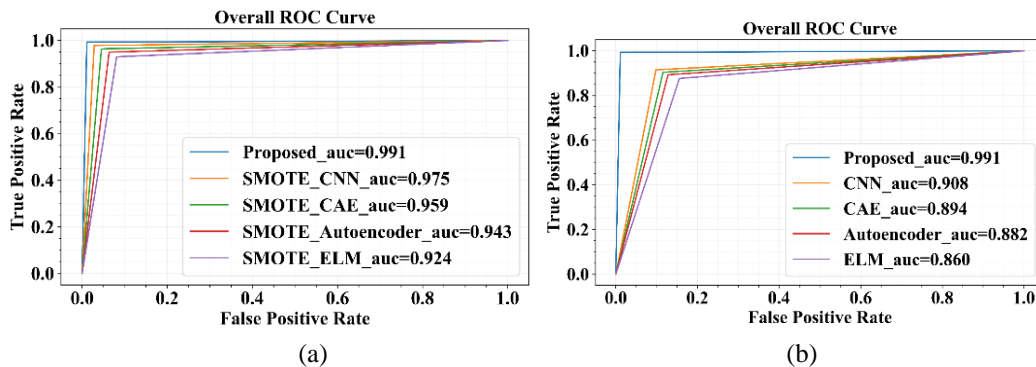 Overall ROC Curve
True Positive Rate
1.0
0.8
0.6
0.4
0.2
0.0
Proposed_auc=0.991
SMOTE_CNN_auc=0.975
SMOTE_CAE_auc=0.959
SMOTE_Autoencoder_auc=0.943
SMOTE_ELM_auc=0.924
0.0 0.2 0.4 0.6 0.8 1.0
False Positive Rate
(a)
Overall ROC Curve
True Positive Rate
1.0
0.8
0.6
0.4
0.2
0.0
Proposed_auc=0.991
CNN_auc=0.908
CAE_auc=0.894
Autoencoder_auc=0.882
ELM_auc=0.860
0.0 0.2 0.4 0.6 0.8 1.0
False Positive Rate
(b)